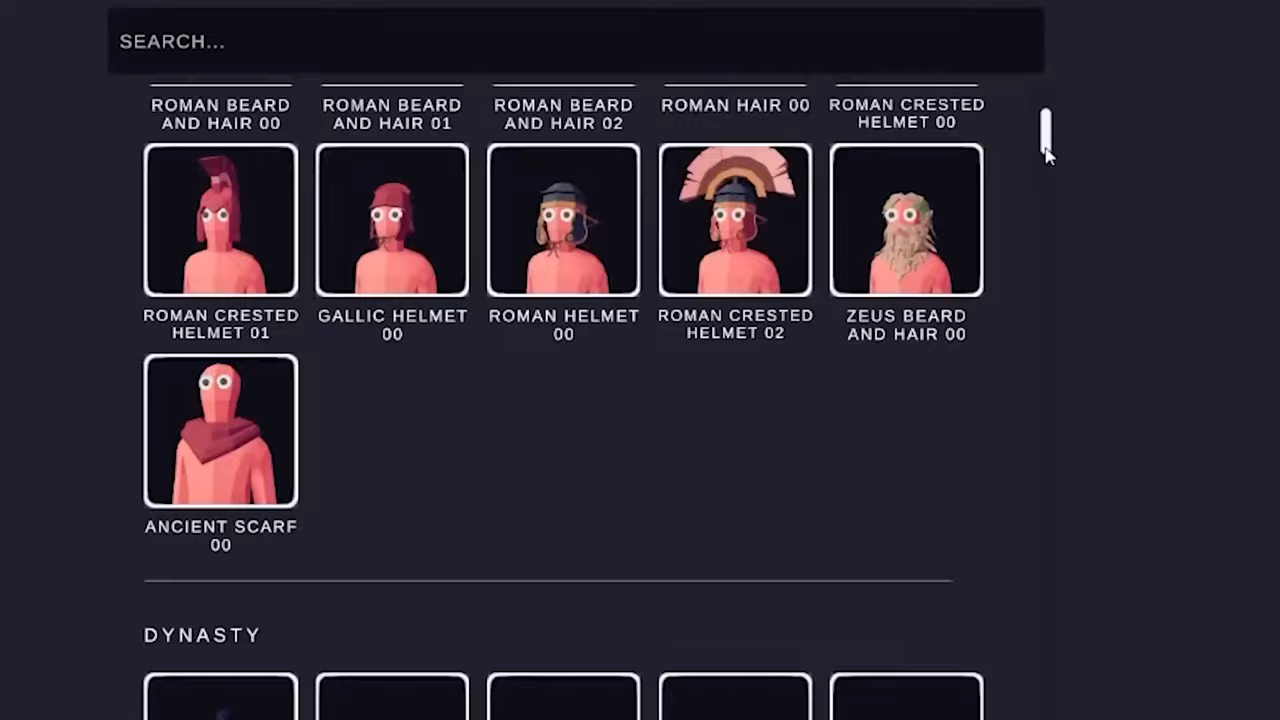 SEARCH...
ROMAN BEARD
AND HAIR 00
ROMAN BEARD
AND HAIR 01
ROMAN BEARD
AND HAIR 02
ROMAN HAIR 00
ROMAN CRESTED
HELMET 00
ROMAN CRESTED
HELMET 01
GALLIC HELMET
00
ROMAN HELMET
00
ROMAN CRESTED
HELMET 02
ZEUS BEARD
AND HAIR 00
ANCIENT SCARF
00
DYNASTY